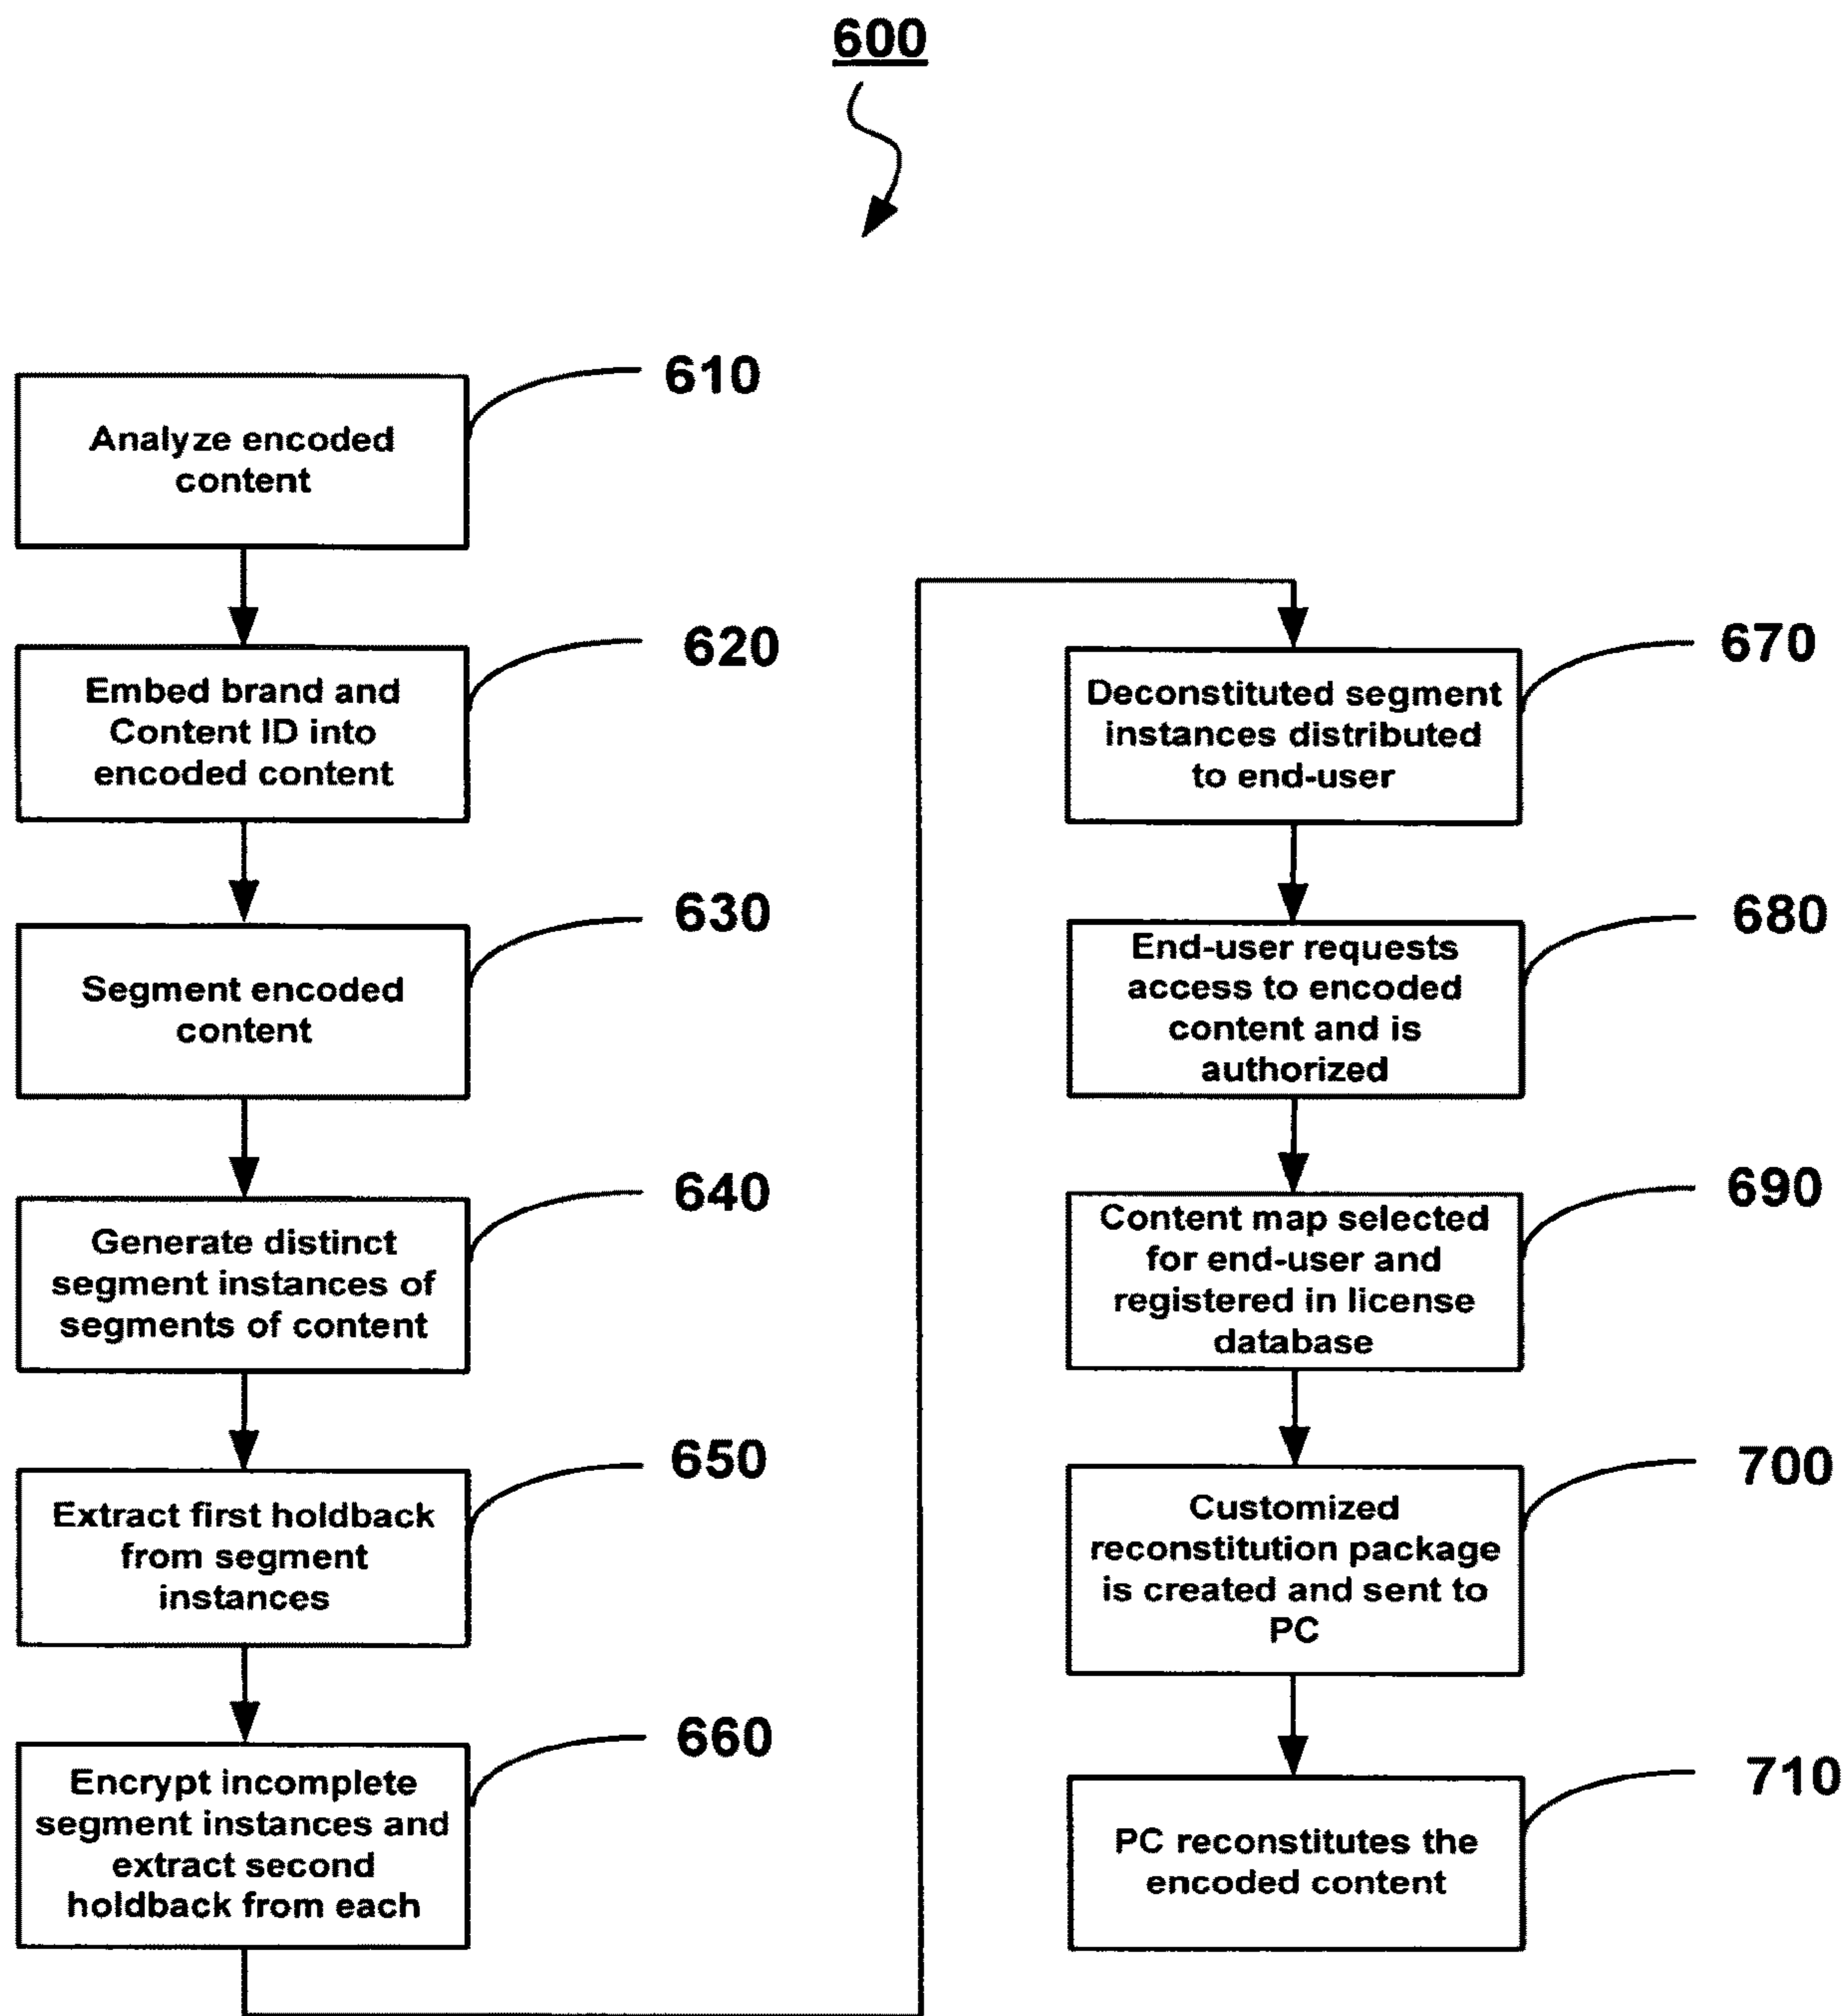 600
610
Analyze encoded
content
620
Embed brand and
Content ID into
encoded content
630
Segment encoded
content
640
Generate distinct
segment instances of
segments of content
650
Extract first holdback
from segment
instances
660
Encrypt incomplete
segment instances and
extract second
holdback from each
670
Deconstituted segment
instances distributed
to end-user
680
End-user requests
access to encoded
content and is
authorized
690
Content map selected
for end-user and
registered in license
database
700
Customized
reconstitution package
is created and sent to
PC
710
PC reconstitutes the
encoded content